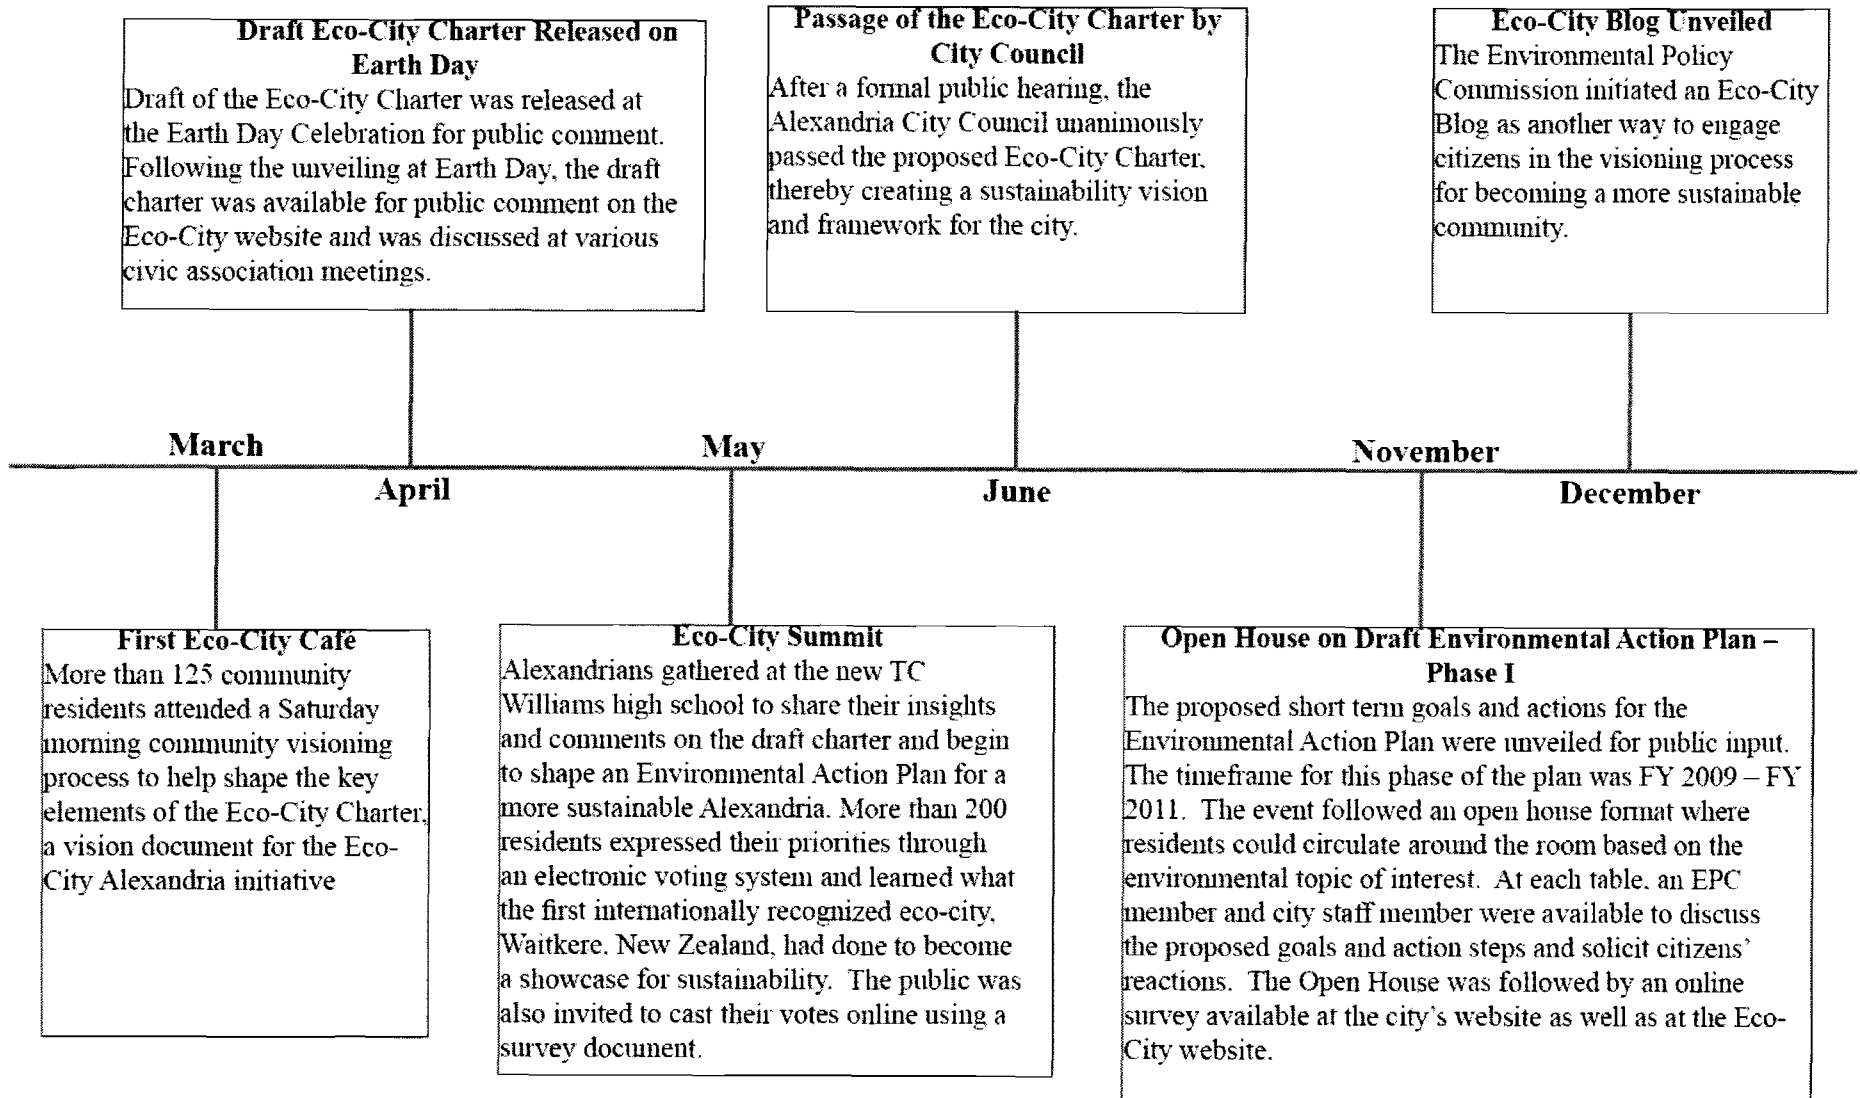 Draft Eco-City Charter Released on
Earth Day
Draft of the Eco-City Charter was released at
the Earth Day Celebration for public comment.
Following the unveiling at Earth Day, the draft
charter was available for public comment on the
Eco-City website and was discussed at various
civic association meetings.
Passage of the Eco-City Charter by
City Council
After a formal public hearing, the
Alexandria City Council unanimously
passed the proposed Eco-City Charter,
thereby creating a sustainability vision
and framework for the city.
Eco-City Blog Unveiled
The Environmental Policy
Commission initiated an Eco-City
Blog as another way to engage
citizens in the visioning process
for becoming a more sustainable
community.
March
April
May
June
November
December
First Eco-City Café
More than 125 community
residents attended a Saturday
morning community visioning
process to help shape the key
elements of the Eco-City Charter,
a vision document for the Eco-
City Alexandria initiative
Eco-City Summit
Alexandrians gathered at the new TC
Williams high school to share their insights
and comments on the draft charter and begin
to shape an Environmental Action Plan for a
more sustainable Alexandria. More than 200
residents expressed their priorities through
an electronic voting system and learned what
the first internationally recognized eco-city,
Waitkere, New Zealand, had done to become
a showcase for sustainability.  The public was
also invited to cast their votes online using a
survey document.
Open House on Draft Environmental Action Plan –
Phase I
The proposed short term goals and actions for the
Environmental Action Plan were unveiled for public input.
The timeframe for this phase of the plan was FY 2009 – FY
2011.  The event followed an open house format where
residents could circulate around the room based on the
environmental topic of interest.  At each table, an EPC
member and city staff member were available to discuss
the proposed goals and action steps and solicit citizens'
reactions.  The Open House was followed by an online
survey available at the city's website as well as at the Eco-
City website.